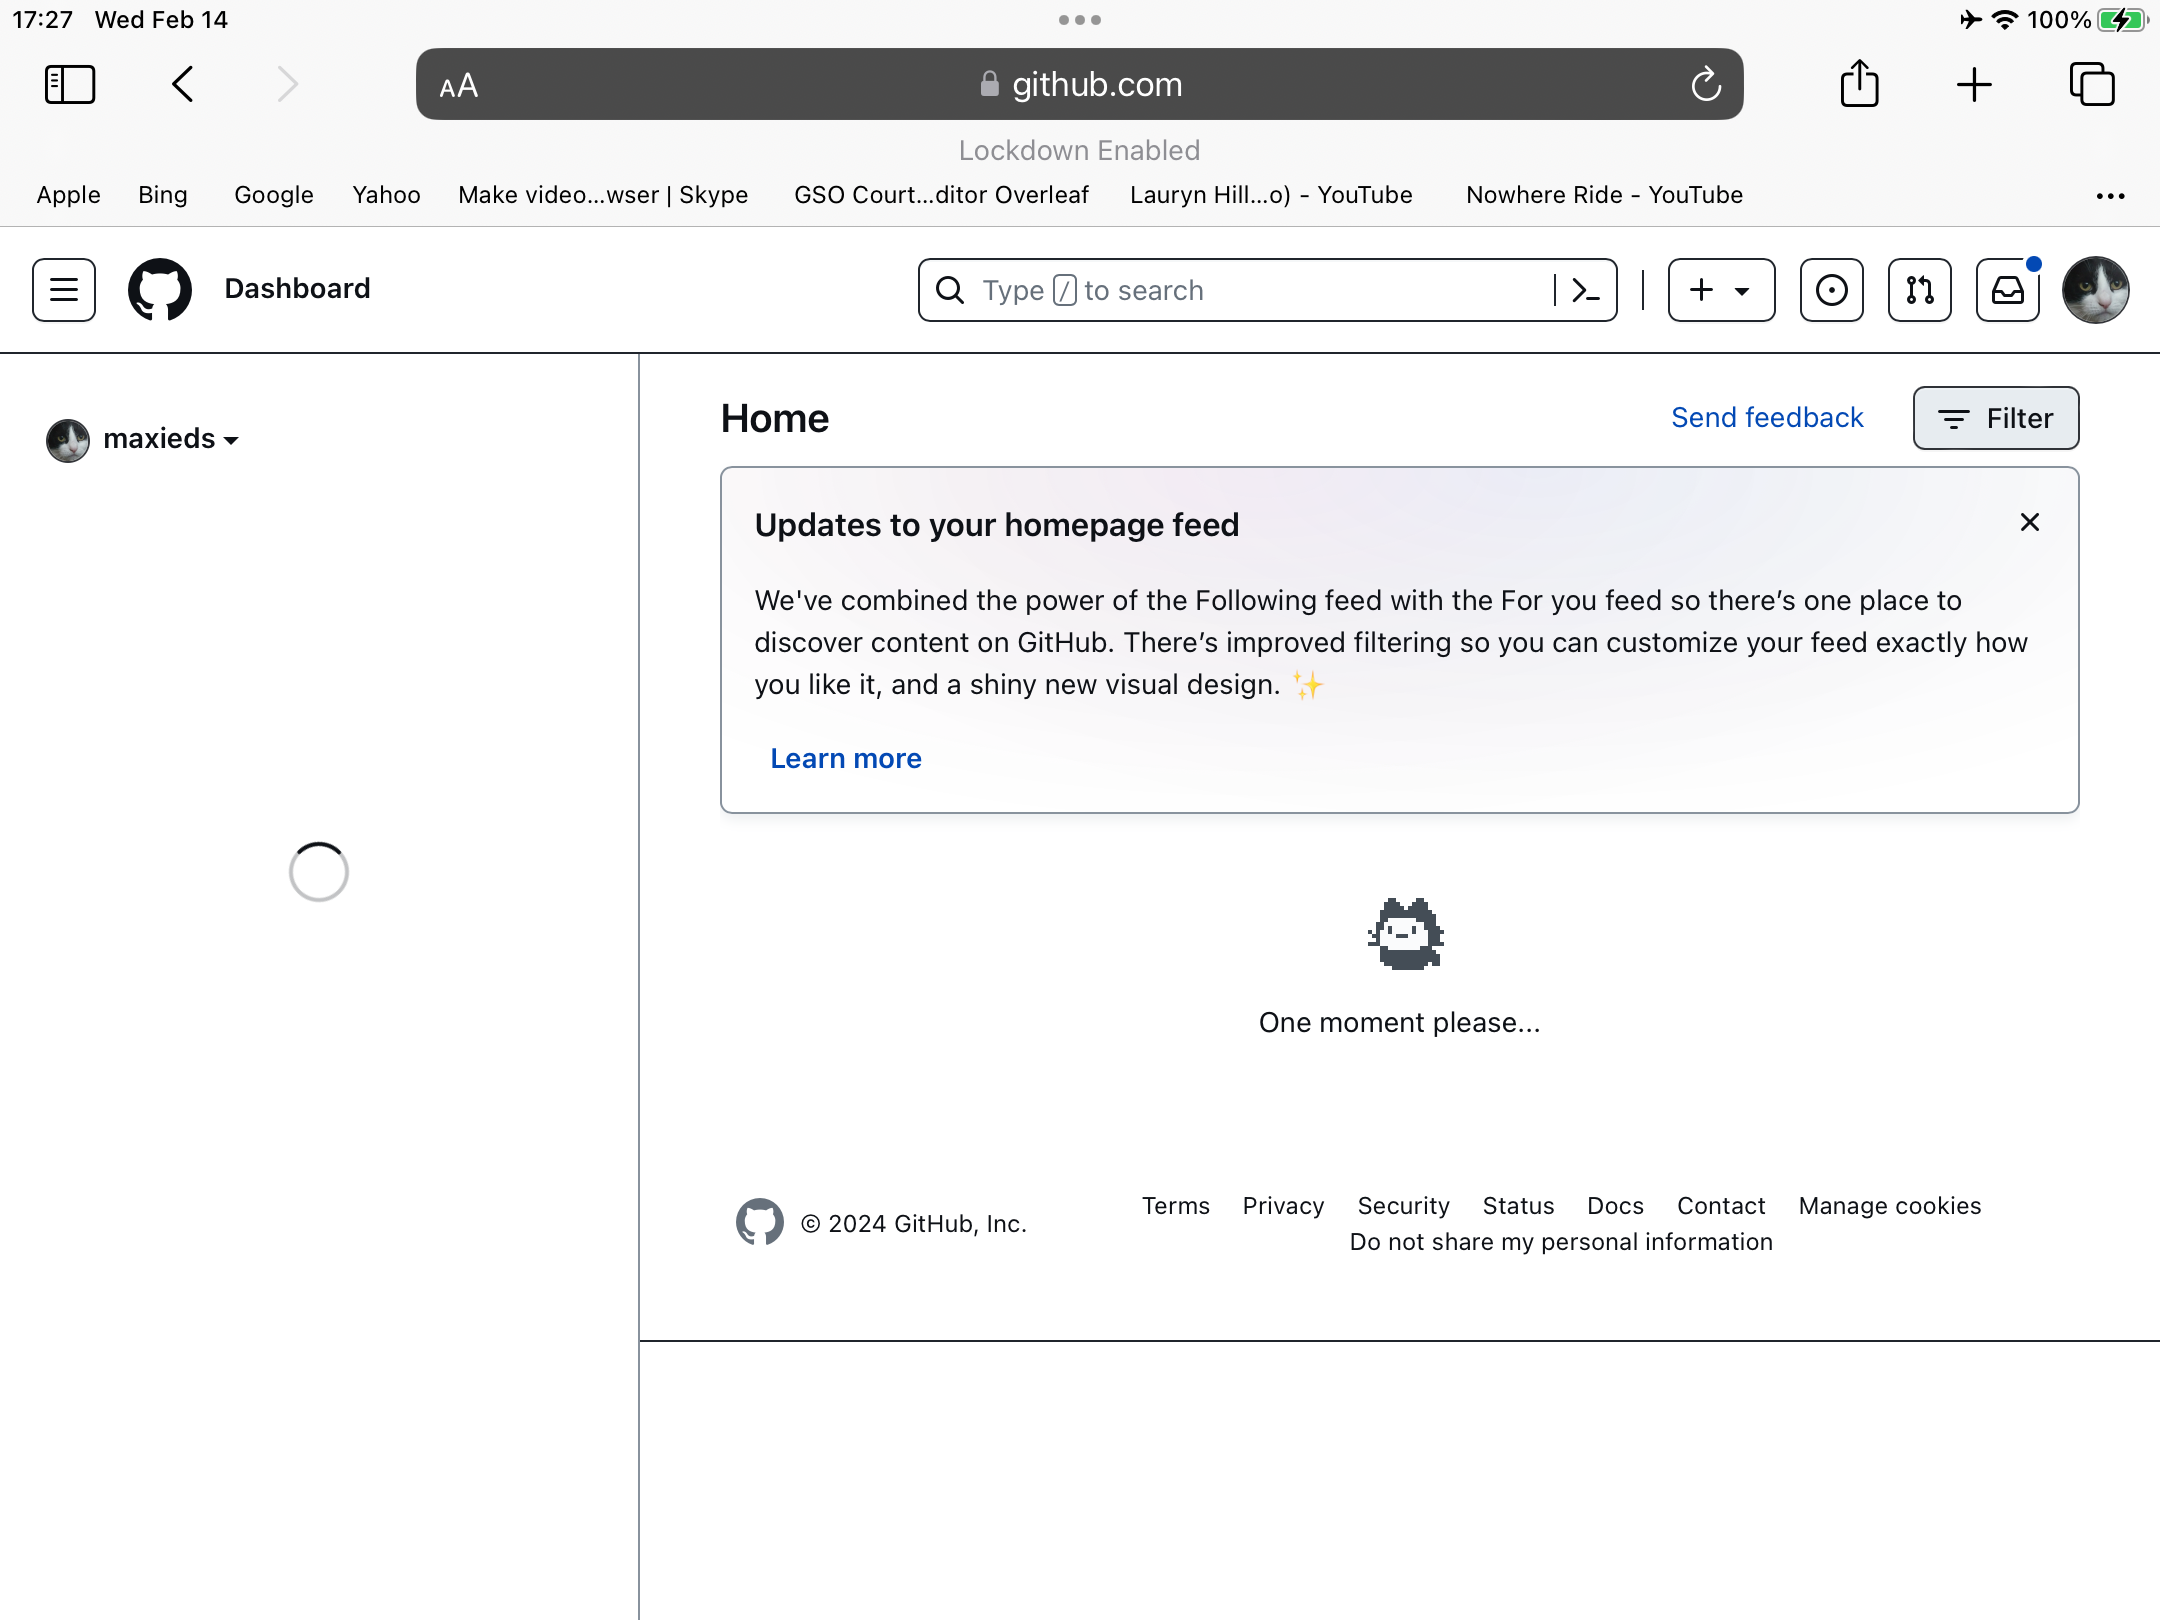 17:27 Wed Feb 14
100%
AA github.com
Lockdown Enabled
Apple Bing Google Yahoo Make video...wser | Skype GSO Court...ditor Overleaf Lauryn Hill...o) - YouTube Nowhere Ride - YouTube
Dashboard
Type / to search
maxieds
Home
Send feedback
Filter
Updates to your homepage feed
We've combined the power of the Following feed with the For you feed so there’s one place to
discover content on GitHub. There’s improved filtering so you can customize your feed exactly how
you like it, and a shiny new visual design. ✨
Learn more
One moment please...
© 2024 GitHub, Inc.
Terms Privacy Security Status Docs Contact Manage cookies
Do not share my personal information